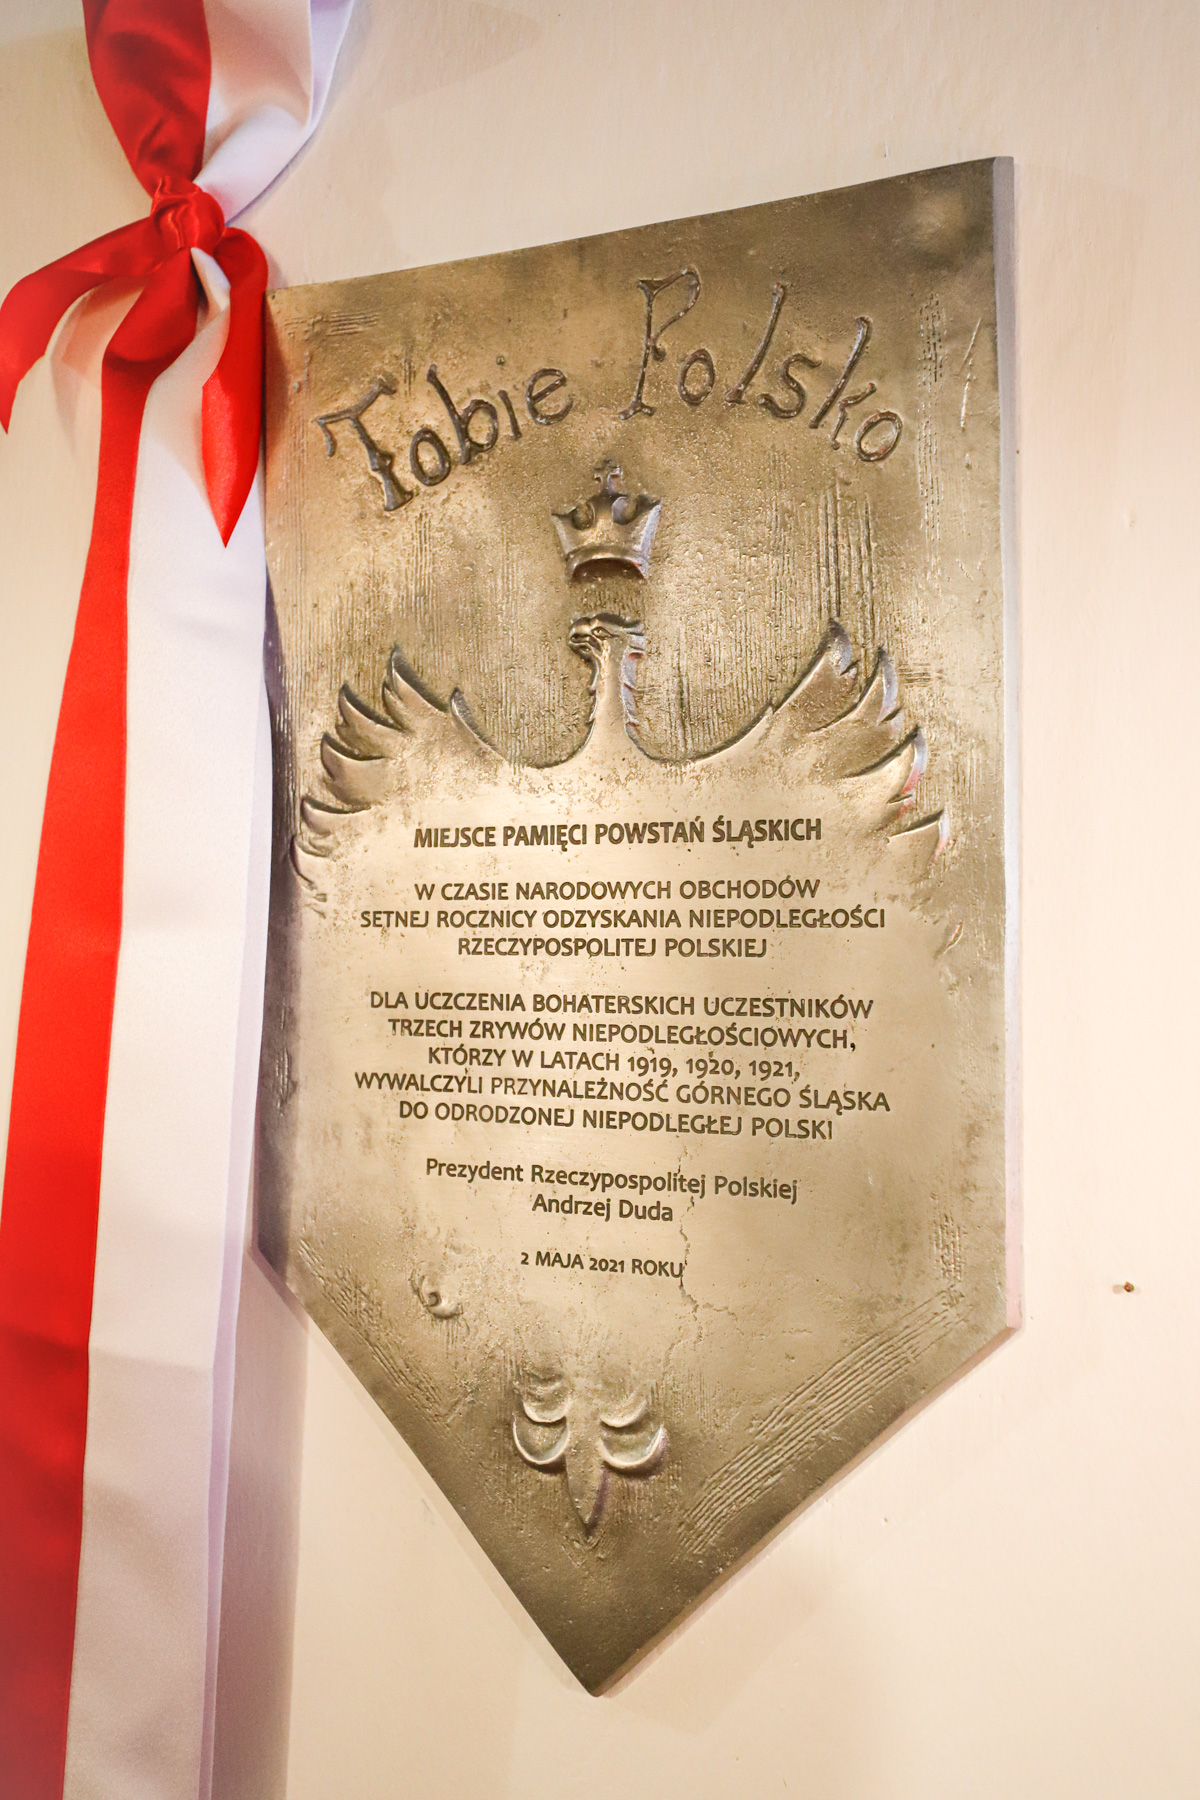 Tobie Polsko
MIEJSCE PAMIĘCI POWSTAŃ ŚLĄSKICH
W CZASIE NARODOWYCH OBCHODÓW
SETNEJ ROCZNICY ODZYSKANIA NIEPODLEGŁOŚCI
RZECZYPOSPOLITEJ POLSKIEJ
DLA UCZCZENIA BOHATERSKICH UCZESTNIKÓW
TRZECH ZRYWÓW NIEPODLEGŁOŚCIOWYCH,
KTÓRZY W LATACH 1919, 1920, 1921,
WYWALCZYLI PRZYNALEŻNOŚĆ GÓRNEGO ŚLĄSKA
DO ODRODZONEJ NIEPODLEGŁEJ POLSKI
Prezydent Rzeczypospolitej Polskiej
Andrzej Duda
2 MAJA 2021 ROKU